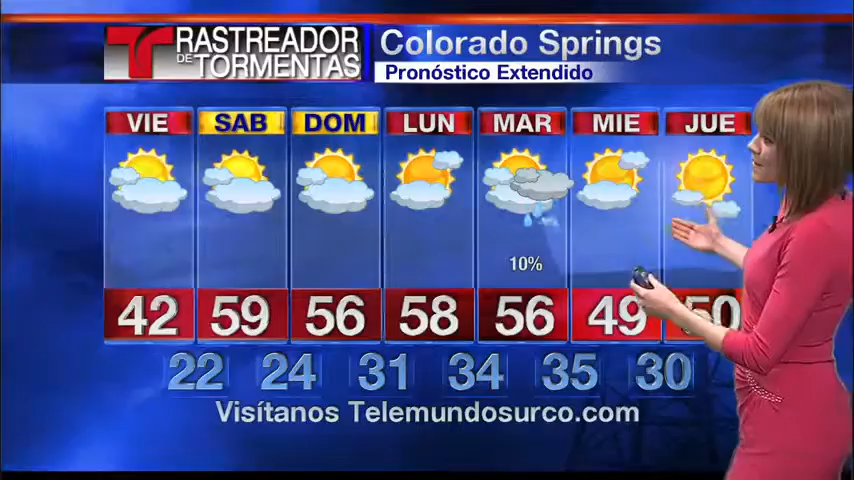 RASTREADOR
DE TORMENTAS
Colorado Springs
Pronóstico Extendido
VIE SAB DOM LUN MAR MIE JUE
10%
42 59 56 58 56 49 50
22 24 31 34 35 30
Visítanos Telemundosurco.com